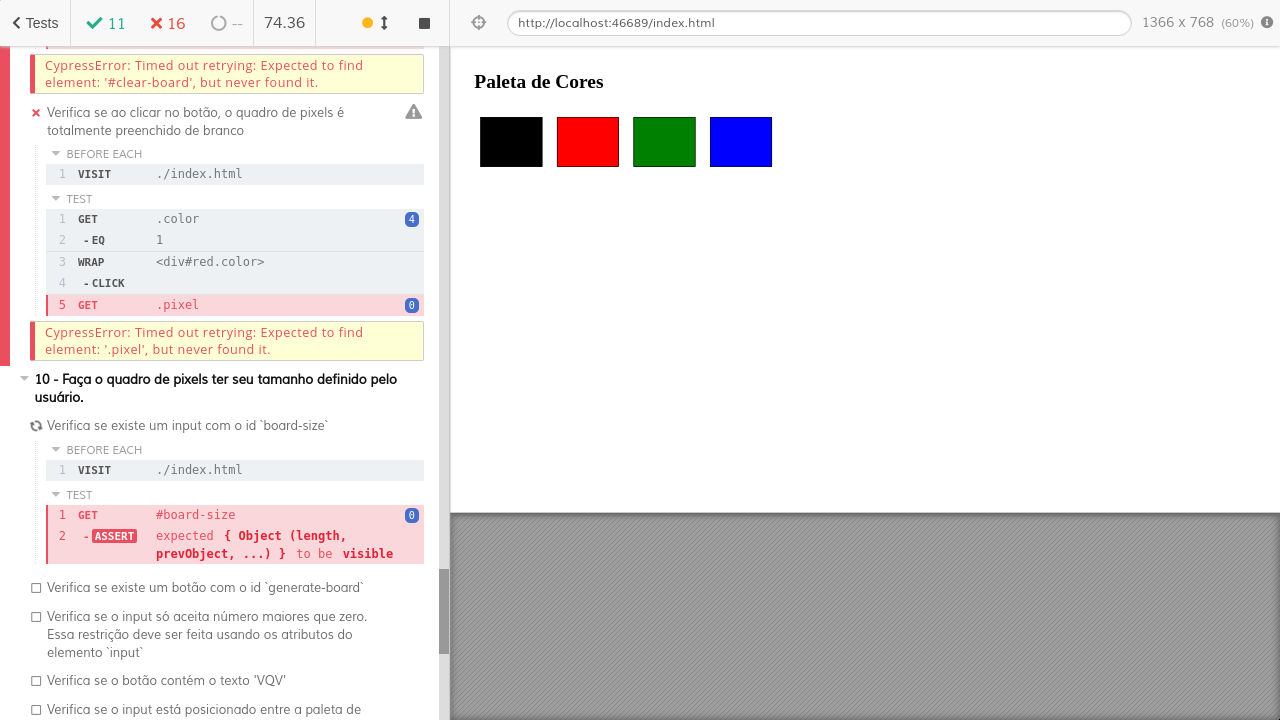 Tests 11 16 -- 74.36
http://localhost:46689/index.html 1366 x 768 (60%)
CypressError: Timed out retrying: Expected to find
element: '#clear-board', but never found it.
Verifica se ao clicar no botão, o quadro de pixels é
totalmente preenchido de branco
BEFORE EACH
1 VISIT ./index.html
TEST
1 GET .color 4
2 - EQ 1
3 WRAP <div#red.color>
4 - CLICK
5 GET .pixel 0
CypressError: Timed out retrying: Expected to find
element: '.pixel', but never found it.
10 - Faça o quadro de pixels ter seu tamanho definido pelo
usuário.
Verifica se existe um input com o id `board-size`
BEFORE EACH
1 VISIT ./index.html
TEST
1 GET #board-size 0
2 - ASSERT expected { Object (length,
prevObject, ...) } to be visible
Verifica se existe um botão com o id `generate-board`
Verifica se o input só aceita número maiores que zero.
Essa restrição deve ser feita usando os atributos do
elemento `input`
Verifica se o botão contém o texto 'VQV'
Verifica se o input está posicionado entre a paleta de
Paleta de Cores